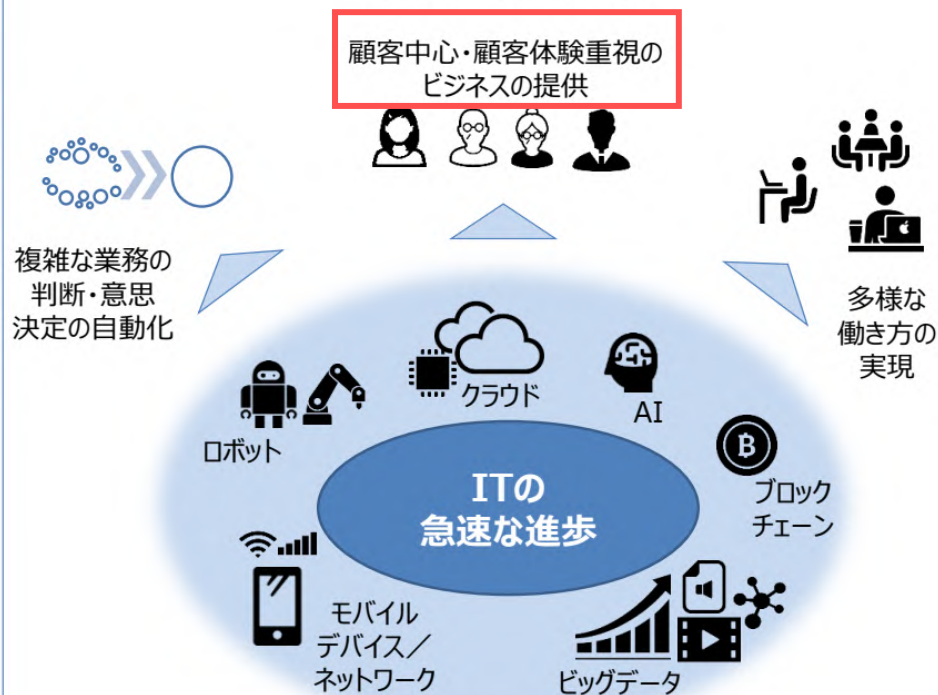 顧客中心・顧客体験重視の
ビジネスの提供
複雑な業務の
判断・意思
決定の自動化
多様な
働き方の
実現
クラウド
AI
ロボット
ブロック
チェーン
ITの
急速な進歩
モバイル
デバイス／
ネットワーク
ビッグデータ